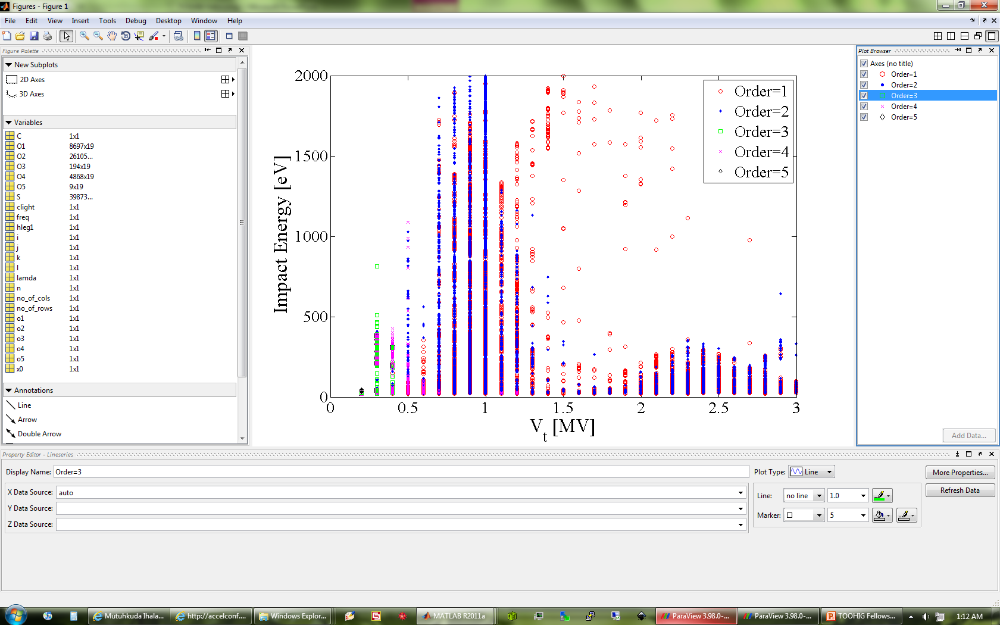 Figures - Figure 1
File Edit View Insert Tools Debug Desktop Window Help
Figure Palette
New Subplots
2D Axes
3D Axes
Variables
C 1x1
O1 8697x19
O2 26105...
O3 194x19
O4 4868x19
O5 9x19
S 39873...
clight 1x1
freq 1x1
hleg1 1x1
i 1x1
j 1x1
k 1x1
l 1x1
lamda 1x1
n 1x1
no_of_cols 1x1
no_of_rows 1x1
o1 1x1
o2 1x1
o3 1x1
o4 1x1
o5 1x1
x0 1x1
Annotations
Line
Arrow
Double Arrow
2000
1500
1000
500
0
Impact Energy [eV]
0 0.5 1 1.5 2 2.5 3
Vt [MV]
Order=1
Order=2
Order=3
Order=4
Order=5
Plot Browser
Axes (no title)
Order=1
Order=2
Order=3
Order=4
Order=5
Add Data...
Property Editor - Lineseries
Display Name: Order=3
X Data Source: auto
Y Data Source:
Z Data Source:
Plot Type: Line
Line: no line 1.0
Marker: 5
More Properties...
Refresh Data
Mutuhkuda Ihala...
http://accelconf....
Windows Explor...
MATLAB R2011a
ParaView 3.98.0-...
ParaView 3.98.0-...
TOOHIG Fellows...
1:12 AM